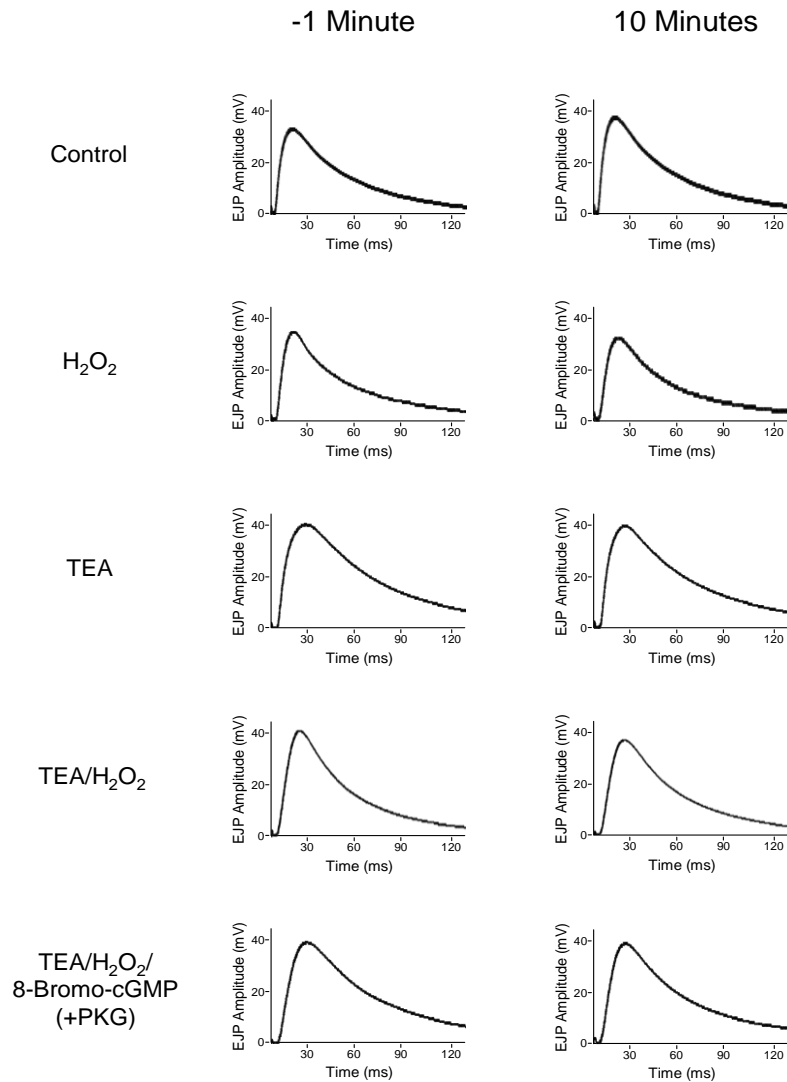 -1 Minute
10 Minutes
Control
EJP Amplitude (mV)
40
20
0
30
60
90
120
Time (ms)
EJP Amplitude (mV)
40
20
0
30
60
90
120
Time (ms)
H₂O₂
EJP Amplitude (mV)
40
20
0
30
60
90
120
Time (ms)
EJP Amplitude (mV)
40
20
0
30
60
90
120
Time (ms)
TEA
EJP Amplitude (mV)
40
20
0
30
60
90
120
Time (ms)
EJP Amplitude (mV)
40
20
0
30
60
90
120
Time (ms)
TEA/H₂O₂
EJP Amplitude (mV)
40
20
0
30
60
90
120
Time (ms)
EJP Amplitude (mV)
40
20
0
30
60
90
120
Time (ms)
TEA/H₂O₂/
8-Bromo-cGMP
(+PKG)
EJP Amplitude (mV)
40
20
0
30
60
90
120
Time (ms)
EJP Amplitude (mV)
40
20
0
30
60
90
120
Time (ms)